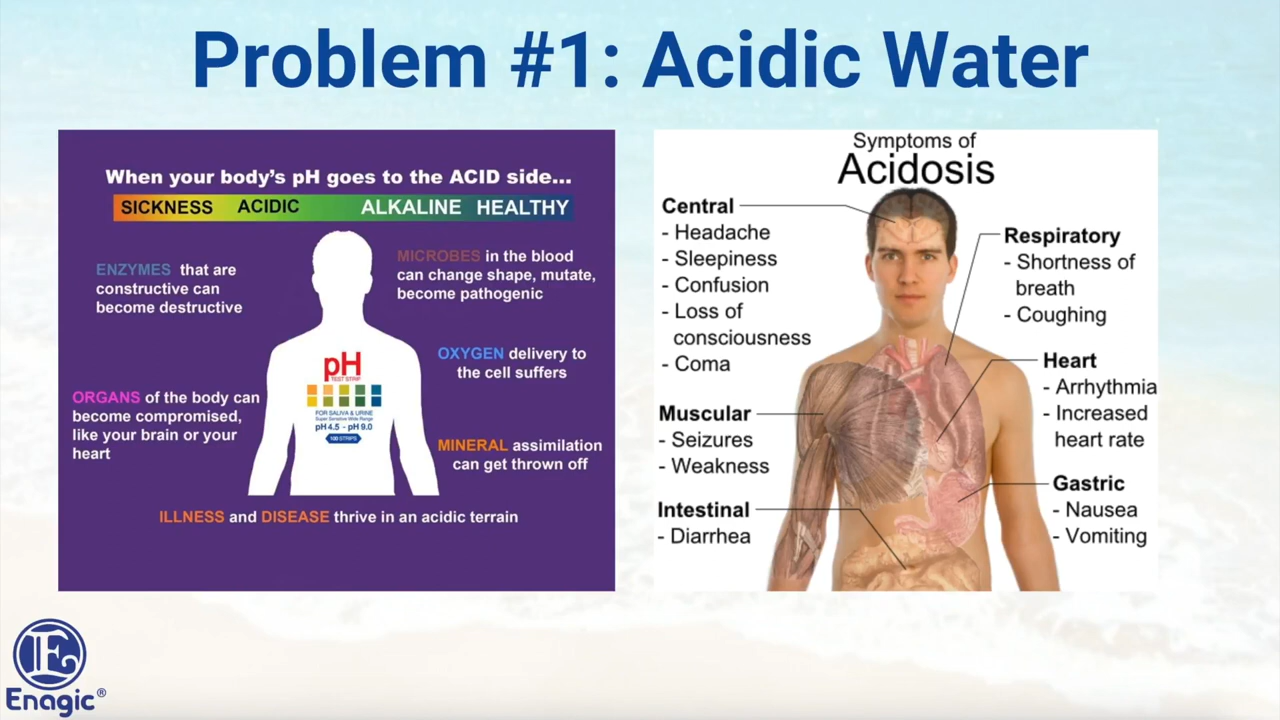 Problem #1: Acidic Water
When your body's pH goes to the ACID side...
SICKNESS ACIDIC ALKALINE HEALTHY
ENZYMES that are
constructive can
become destructive
MICROBES in the blood
can change shape, mutate,
become pathogenic
OXYGEN delivery to
the cell suffers
ORGANS of the body can
become compromised,
like your brain or your
heart
MINERAL assimilation
can get thrown off
pH
TEST STRIP
FOR SALIVA & URINE
Super Sensitive Wide Range
pH 4.5 - pH 9.0
100 STRIPS
ILLNESS and DISEASE thrive in an acidic terrain
Symptoms of
Acidosis
Central
- Headache
- Sleepiness
- Confusion
- Loss of
consciousness
- Coma
Muscular
- Seizures
- Weakness
Intestinal
- Diarrhea
Respiratory
- Shortness of
breath
- Coughing
Heart
- Arrhythmia
- Increased
heart rate
Gastric
- Nausea
- Vomiting
E
Enagic®